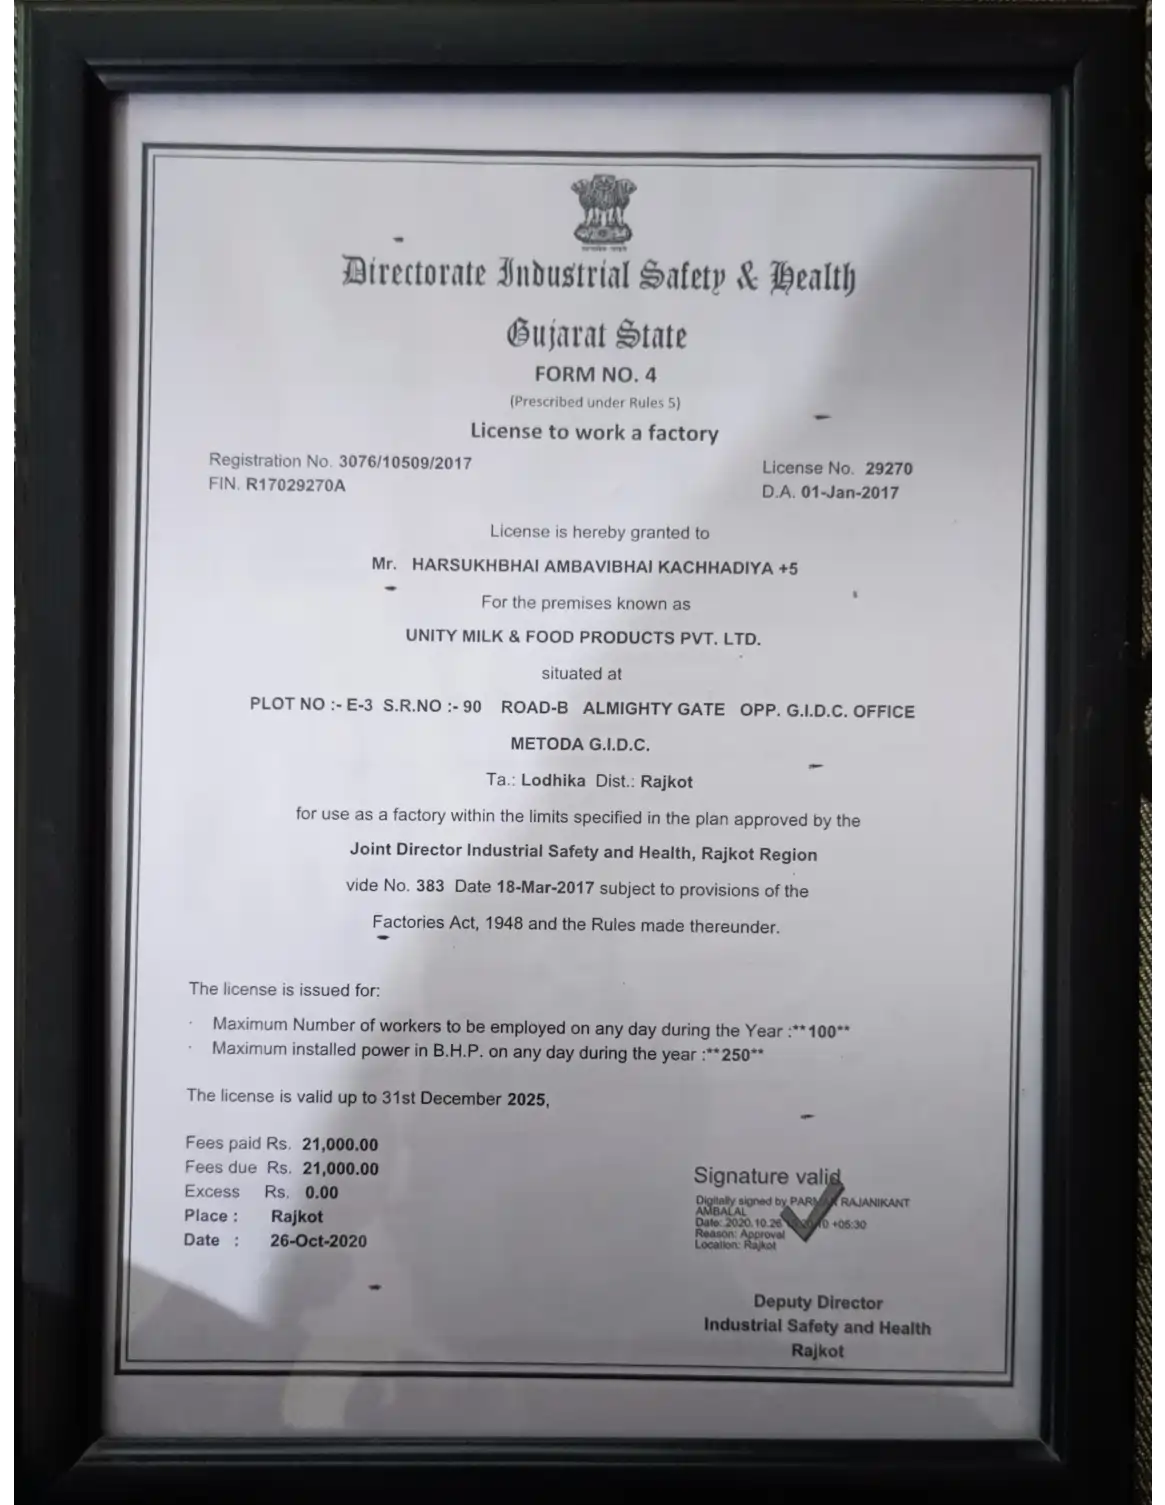 Directorate Industrial Safety & Health
Gujarat State
FORM NO. 4
(Prescribed under Rules 5)
License to work a factory
Registration No. 3076/10509/2017
License No. 29270
FIN. R17029270A
D.A. 01-Jan-2017
License is hereby granted to
Mr. HARSUKHBHAI AMBAVIBHAI KACHHADIYA +5
For the premises known as
UNITY MILK & FOOD PRODUCTS PVT. LTD.
situated at
PLOT NO :- E-3 S.R.NO :- 90 ROAD-B ALMIGHTY GATE OPP. G.I.D.C. OFFICE
METODA G.I.D.C.
Ta.: Lodhika Dist.: Rajkot
for use as a factory within the limits specified in the plan approved by the
Joint Director Industrial Safety and Health, Rajkot Region
vide No. 383 Date 18-Mar-2017 subject to provisions of the
Factories Act, 1948 and the Rules made thereunder.
The license is issued for:
· Maximum Number of workers to be employed on any day during the Year :**100**
· Maximum installed power in B.H.P. on any day during the year :**250**
The license is valid up to 31st December 2025,
Fees paid Rs. 21,000.00
Fees due Rs. 21,000.00
Excess Rs. 0.00
Place : Rajkot
Date : 26-Oct-2020
Signature valid
Digitally signed by PARMAR RAJANIKANT
AMBALAL
Date: 2020.10.26 +05:30
Reason: Approval
Location: Rajkot
Deputy Director
Industrial Safety and Health
Rajkot